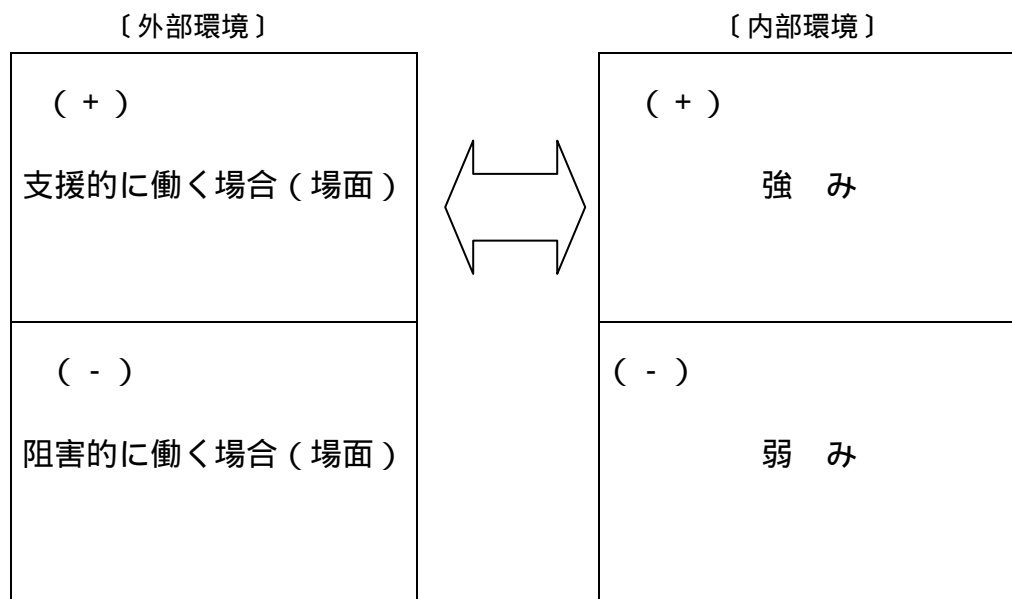 〔外部環境〕
〔内部環境〕
(+)
支援的に働く場合(場面)
(+)
強 み
(-)
阻害的に働く場合(場面)
(-)
弱 み